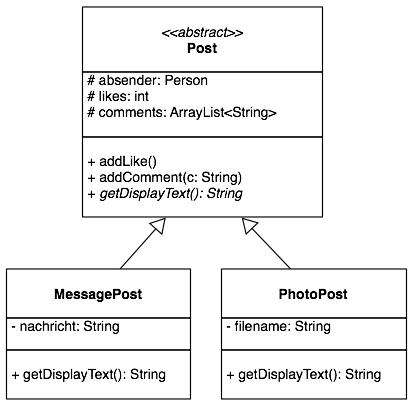 <<abstract>>
Post
# absender: Person
# likes: int
# comments: ArrayList<String>
+ addLike()
+ addComment(c: String)
+ getDisplayText(): String
MessagePost
- nachricht: String
+ getDisplayText(): String
PhotoPost
- filename: String
+ getDisplayText(): String